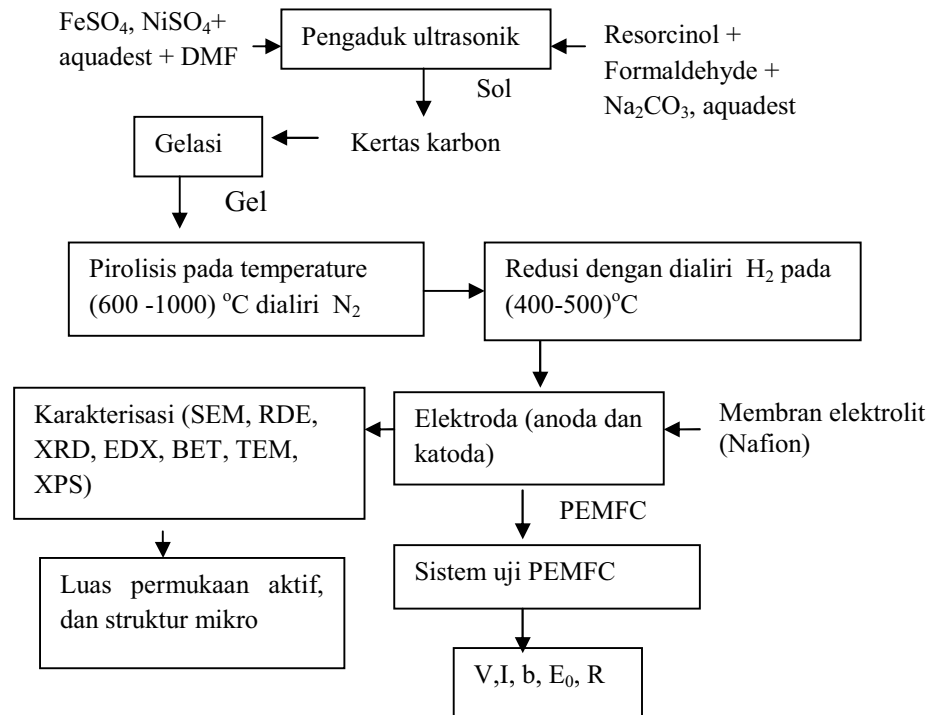 FeSO₄, NiSO₄+
aquadest + DMF
Pengaduk ultrasonik
Resorcinol +
Formaldehyde +
Na₂CO₃, aquadest
Sol
Gelasi
Kertas karbon
Gel
Pirolisis pada temperature
(600 -1000) °C dialiri N₂
Redusi dengan dialiri H₂ pada
(400-500)°C
Karakterisasi (SEM, RDE,
XRD, EDX, BET, TEM,
XPS)
Elektroda (anoda dan
katoda)
Membran elektrolit
(Nafion)
PEMFC
Luas permukaan aktif,
dan struktur mikro
Sistem uji PEMFC
V,I, b, E₀, R